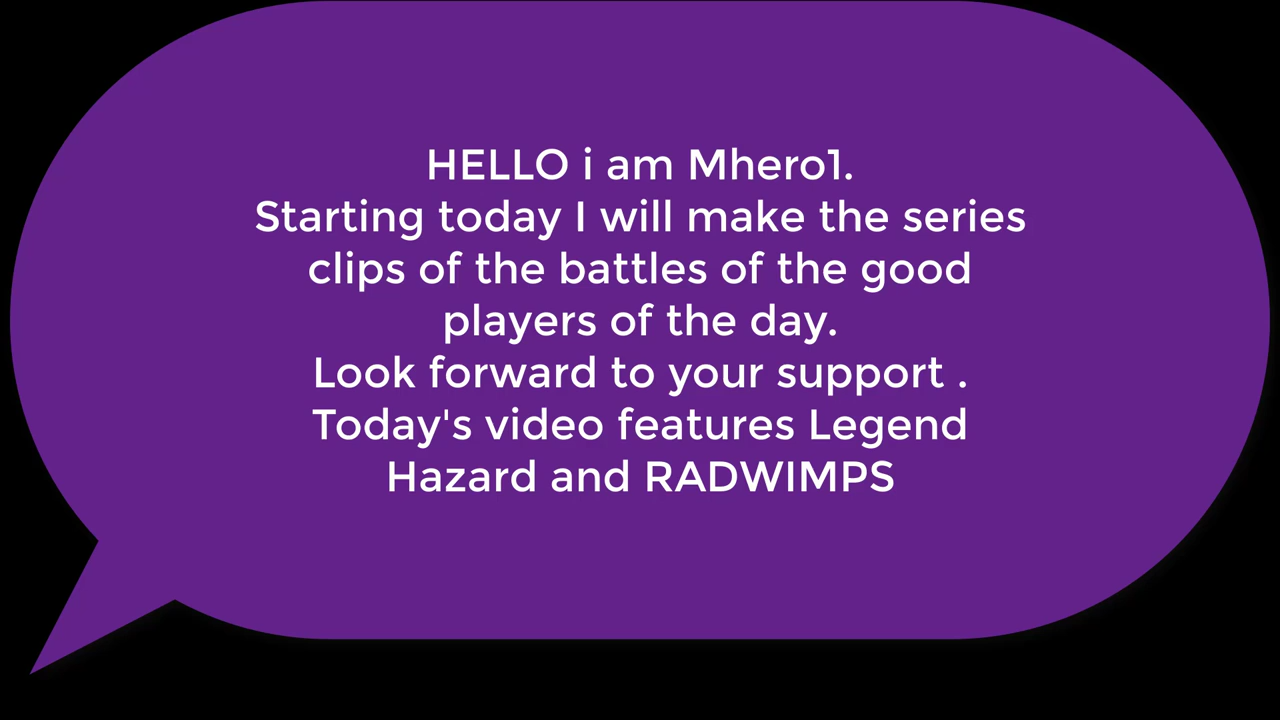 HELLO i am Mhero1.
Starting today I will make the series
clips of the battles of the good
players of the day.
Look forward to your support .
Today's video features Legend
Hazard and RADWIMPS